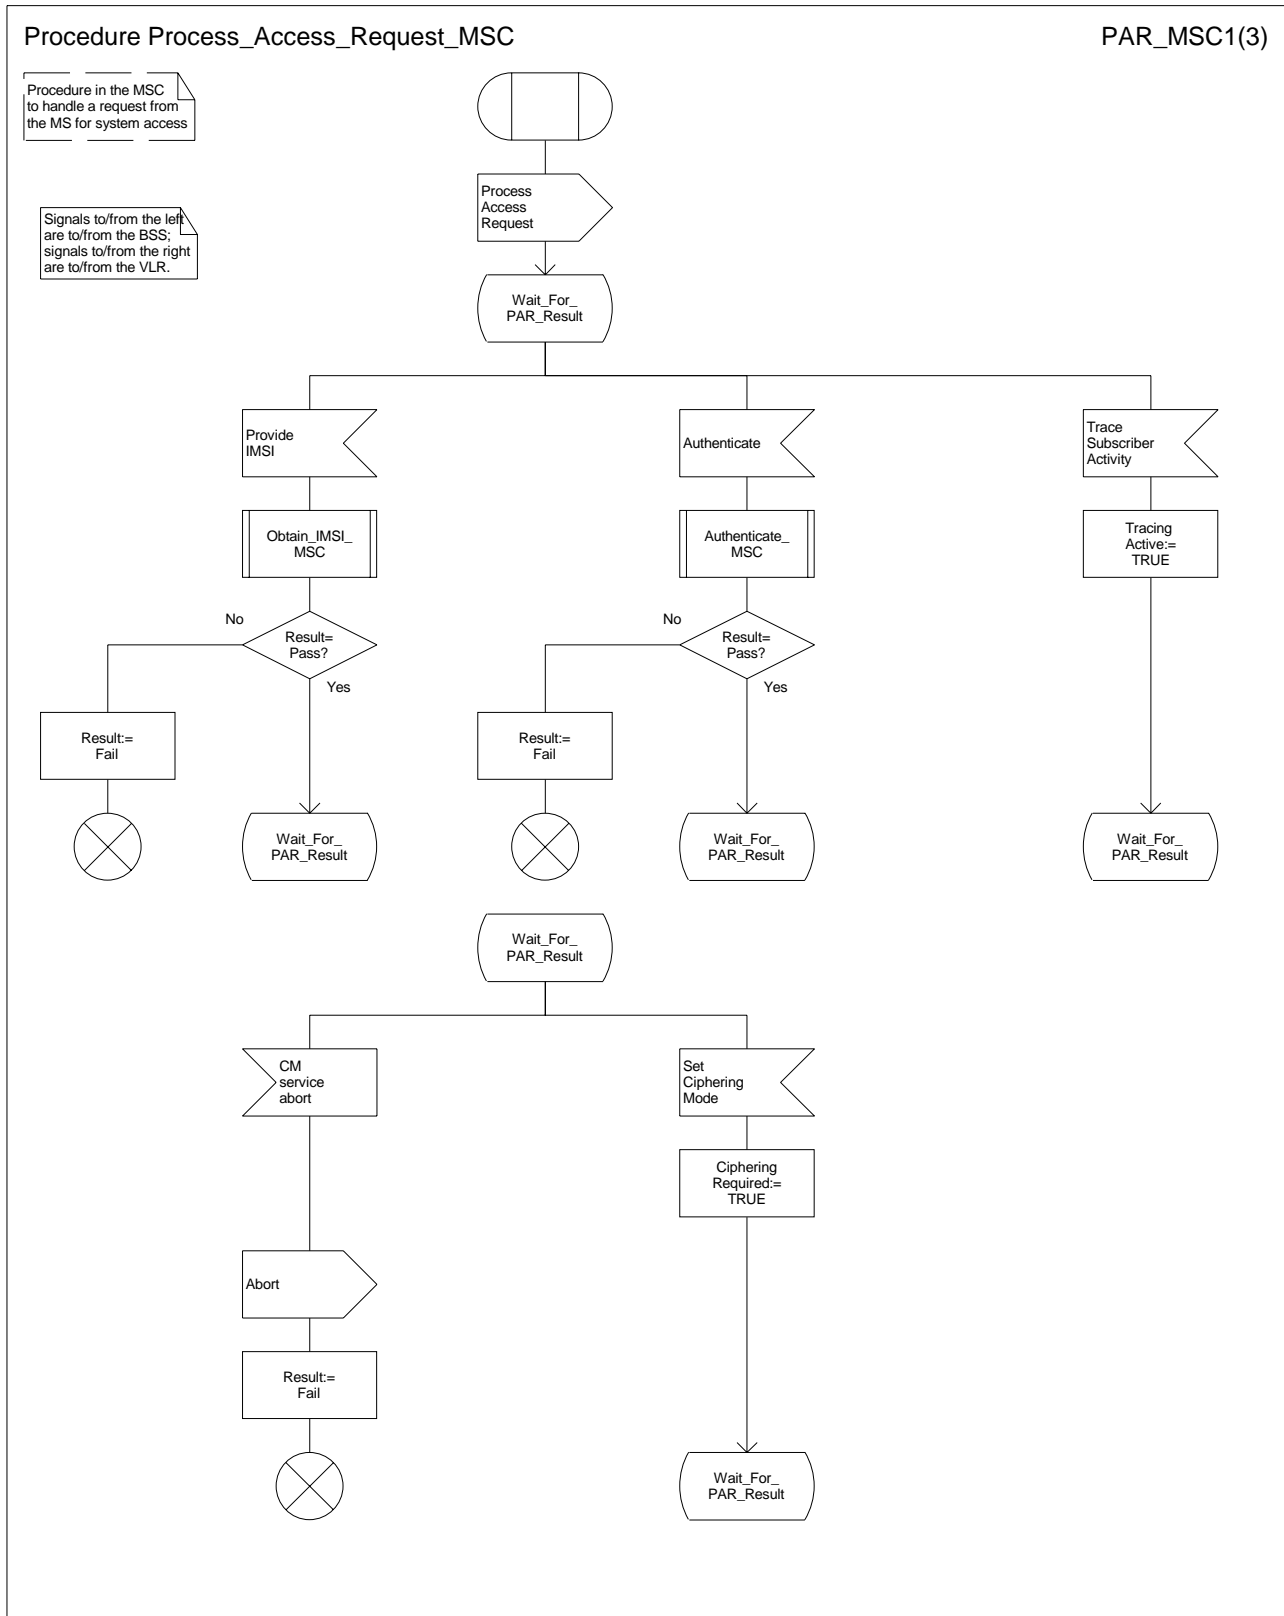 Procedure Process_Access_Request_MSC
PAR_MSC1(3)
Procedure in the MSC
to handle a request from
the MS for system access
Process
Access
Request
Signals to/from the left
are to/from the BSS;
signals to/from the right
are to/from the VLR.
Wait_For_
PAR_Result
Provide
IMSI
Authenticate
Trace
Subscriber
Activity
Obtain_IMSI_
MSC
Authenticate_
MSC
Tracing
Active:=
TRUE
No
Result=
Pass?
Yes
No
Result=
Pass?
Yes
Result:=
Fail
Result:=
Fail
Wait_For_
PAR_Result
Wait_For_
PAR_Result
Wait_For_
PAR_Result
Wait_For_
PAR_Result
CM
service
abort
Set
Ciphering
Mode
Ciphering
Required:=
TRUE
Abort
Result:=
Fail
Wait_For_
PAR_Result